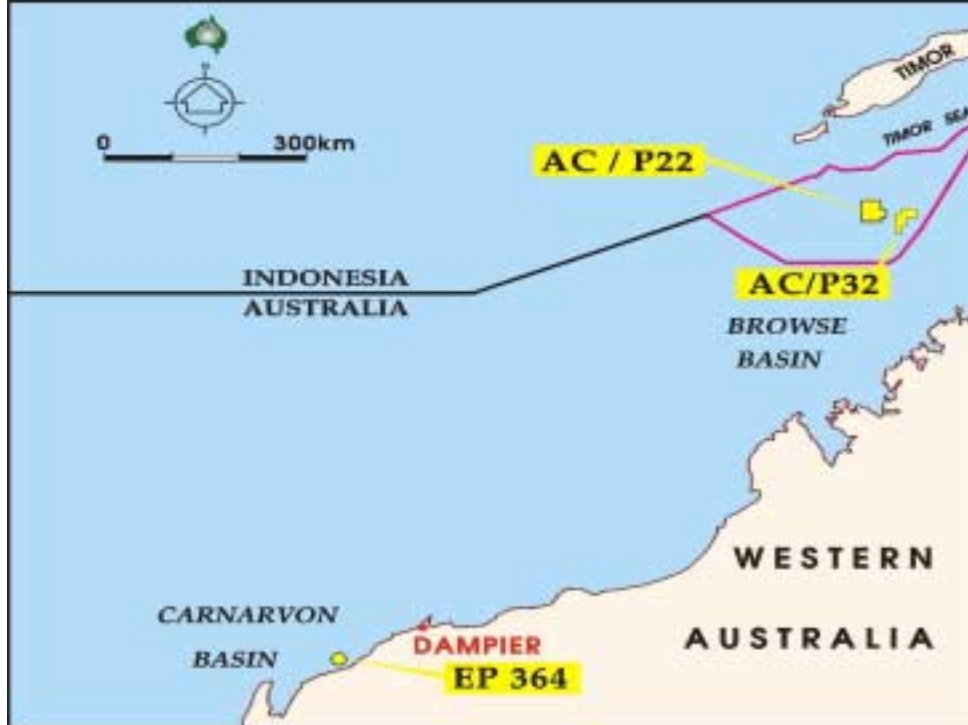 0 300km
TIMOR
TIMOR SEA
AC / P22
INDONESIA
AUSTRALIA
AC/P32
BROWSE
BASIN
WESTERN
AUSTRALIA
CARNARVON
BASIN
DAMPIER
EP 364